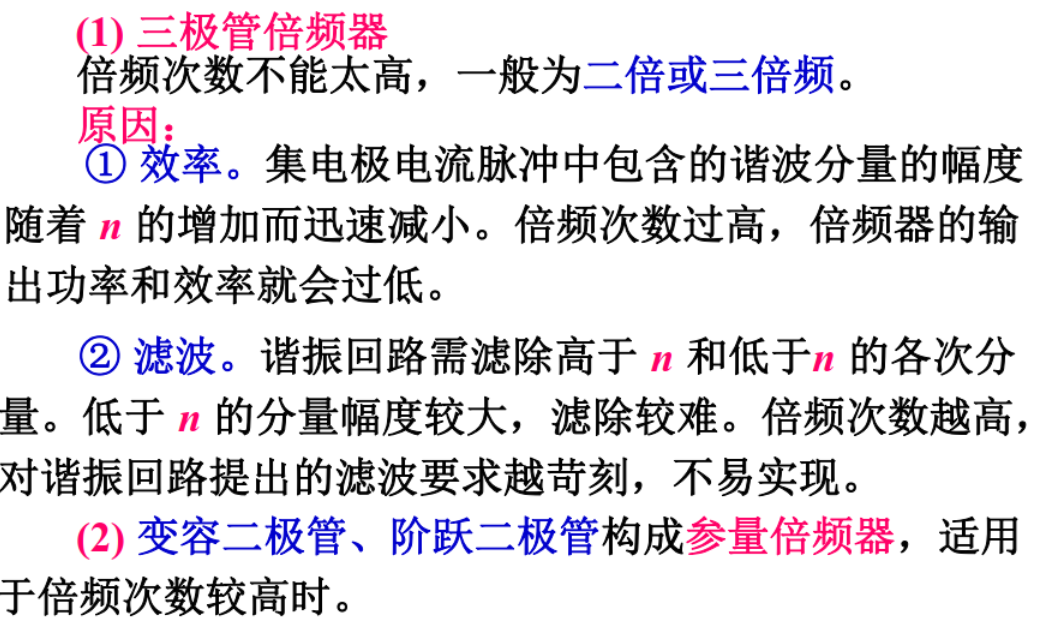 (1) 三极管倍频器
倍频次数不能太高，一般为二倍或三倍频。
原因：
① 效率。集电极电流脉冲中包含的谐波分量的幅度
随着 n 的增加而迅速减小。倍频次数过高，倍频器的输
出功率和效率就会过低。
② 滤波。谐振回路需滤除高于 n 和低于n 的各次分
量。低于 n 的分量幅度较大，滤除较难。倍频次数越高，
对谐振回路提出的滤波要求越苛刻，不易实现。
(2) 变容二极管、阶跃二极管构成参量倍频器，适用
于倍频次数较高时。